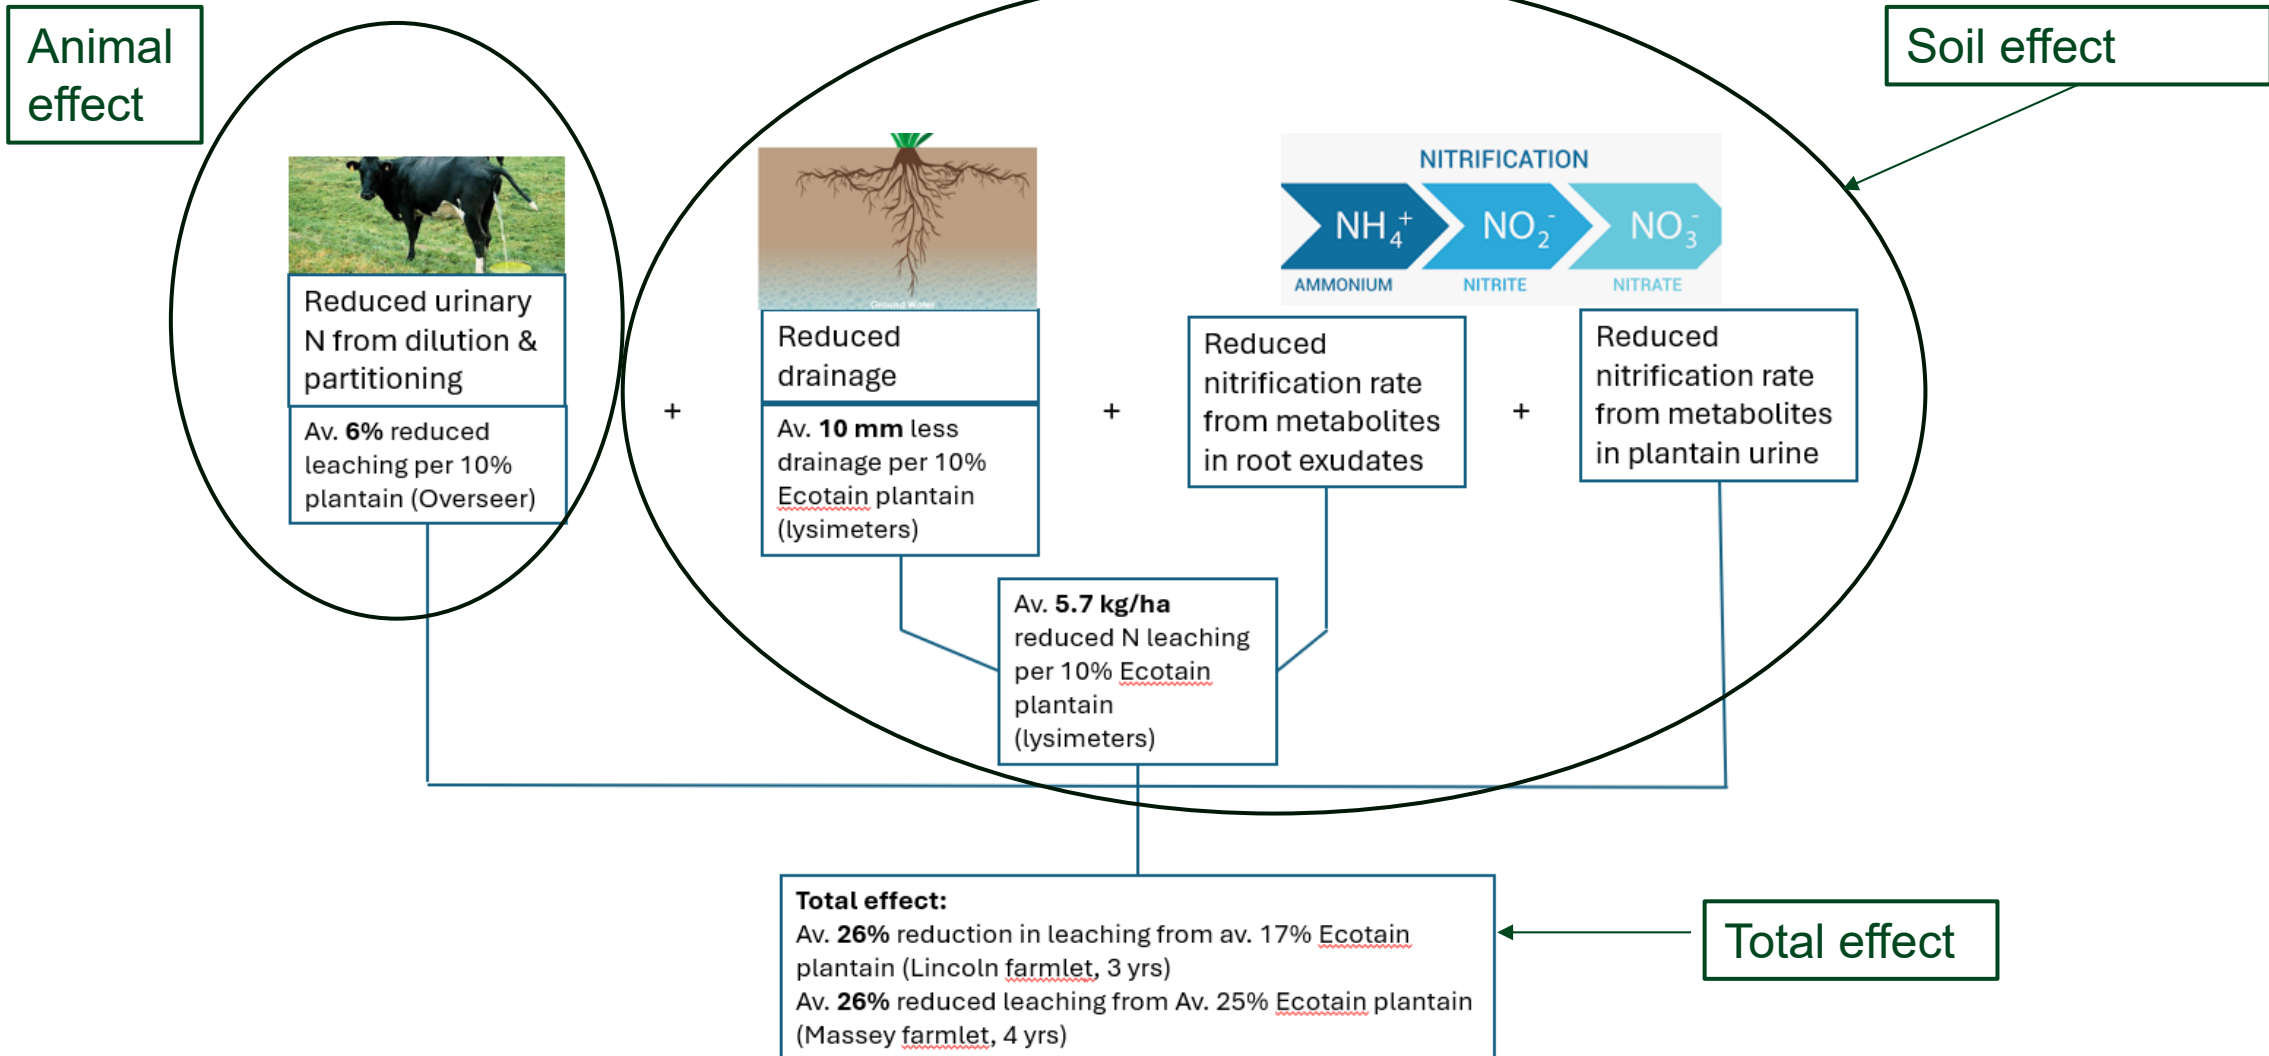 Animal
effect
Soil effect
Reduced urinary
N from dilution &
partitioning
Av. 6% reduced
leaching per 10%
plantain (Overseer)
+
Ground Water
Reduced
drainage
Av. 10 mm less
drainage per 10%
Ecotain plantain
(lysimeters)
+
NITRIFICATION
NH₄⁺
NO₂⁻
NO₃⁻
AMMONIUM
NITRITE
NITRATE
Reduced
nitrification rate
from metabolites
in root exudates
+
Reduced
nitrification rate
from metabolites
in plantain urine
Av. 5.7 kg/ha
reduced N leaching
per 10% Ecotain
plantain
(lysimeters)
Total effect:
Av. 26% reduction in leaching from av. 17% Ecotain
plantain (Lincoln farmlet, 3 yrs)
Av. 26% reduced leaching from Av. 25% Ecotain plantain
(Massey farmlet, 4 yrs)
Total effect